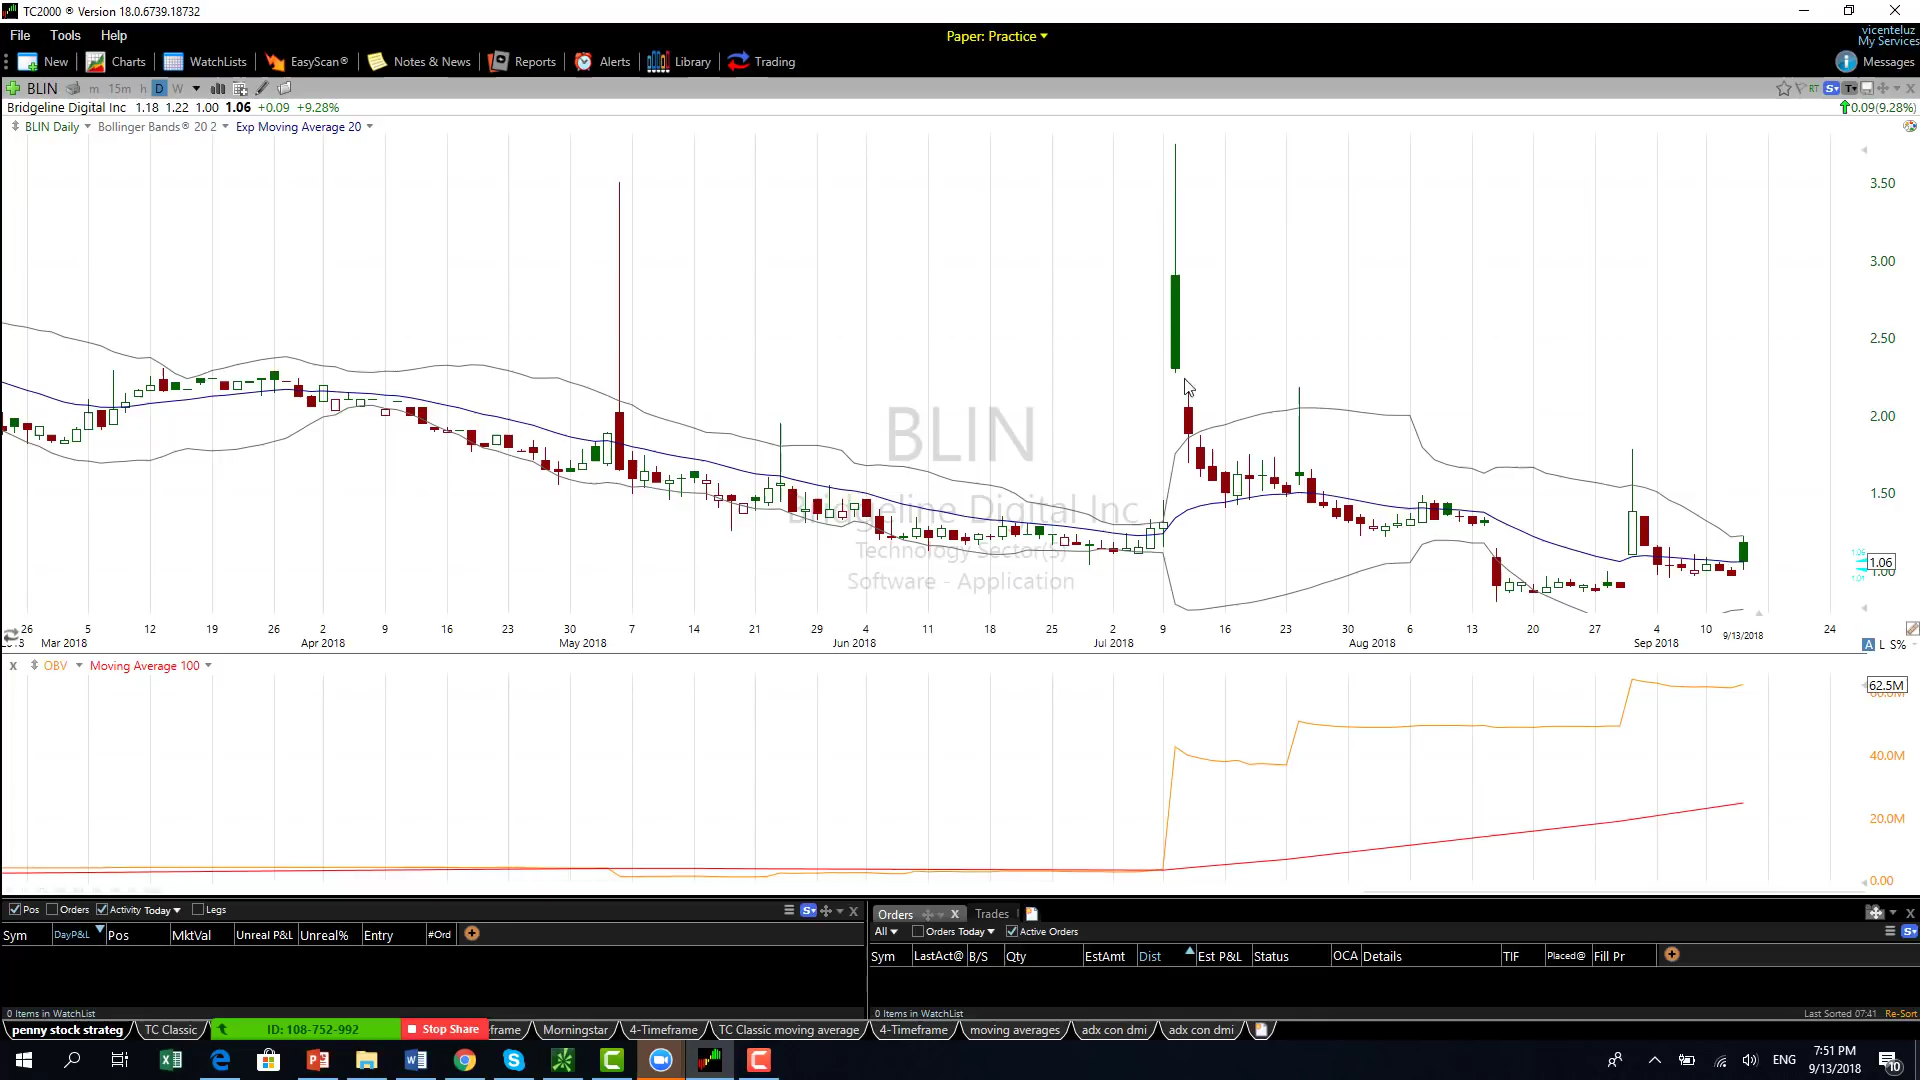 TC2000 ® Version 18.0.6739.18732
File Tools Help
Paper: Practice
vicenteluz
My Services
New Charts WatchLists EasyScan® Notes & News Reports Alerts Library Trading
Messages
BLIN m 15m h D W
RT S T
Bridgeline Digital Inc 1.18 1.22 1.00 1.06 +0.09 +9.28%
0.09(9.28%)
BLIN Daily Bollinger Bands® 20 2 Exp Moving Average 20
3.50
3.00
2.50
2.00
1.50
1.00
1.06
1.06
1.01
BLIN
Bridgeline Digital Inc
Technology Sector(S)
Software - Application
26 5 12 19 26 2 9 16 23 30 7 14 21 29 4 11 18 25 2 9 16 23 30 6 13 20 27 4 10 9/13/2018 24
Mar 2018 Apr 2018 May 2018 Jun 2018 Jul 2018 Aug 2018 Sep 2018
A L S%
x OBV Moving Average 100
62.5M
40.0M
20.0M
0.00
Pos Orders Activity Today Legs
S
Sym DayP&L Pos MktVal Unreal P&L Unreal% Entry #Ord
0 Items in WatchList
Orders Trades
All Orders Today Active Orders
S
Sym LastAct@ B/S Qty EstAmt Dist Est P&L Status OCA Details TIF Placed@ Fill Pr
0 Items in WatchList
Last Sorted 07:41 Re-Sort
penny stock strateg TC Classic ID: 108-752-992 Stop Share frame Morningstar 4-Timeframe TC Classic moving average 4-Timeframe moving averages adx con dmi adx con dmi
ENG
7:51 PM
9/13/2018
10